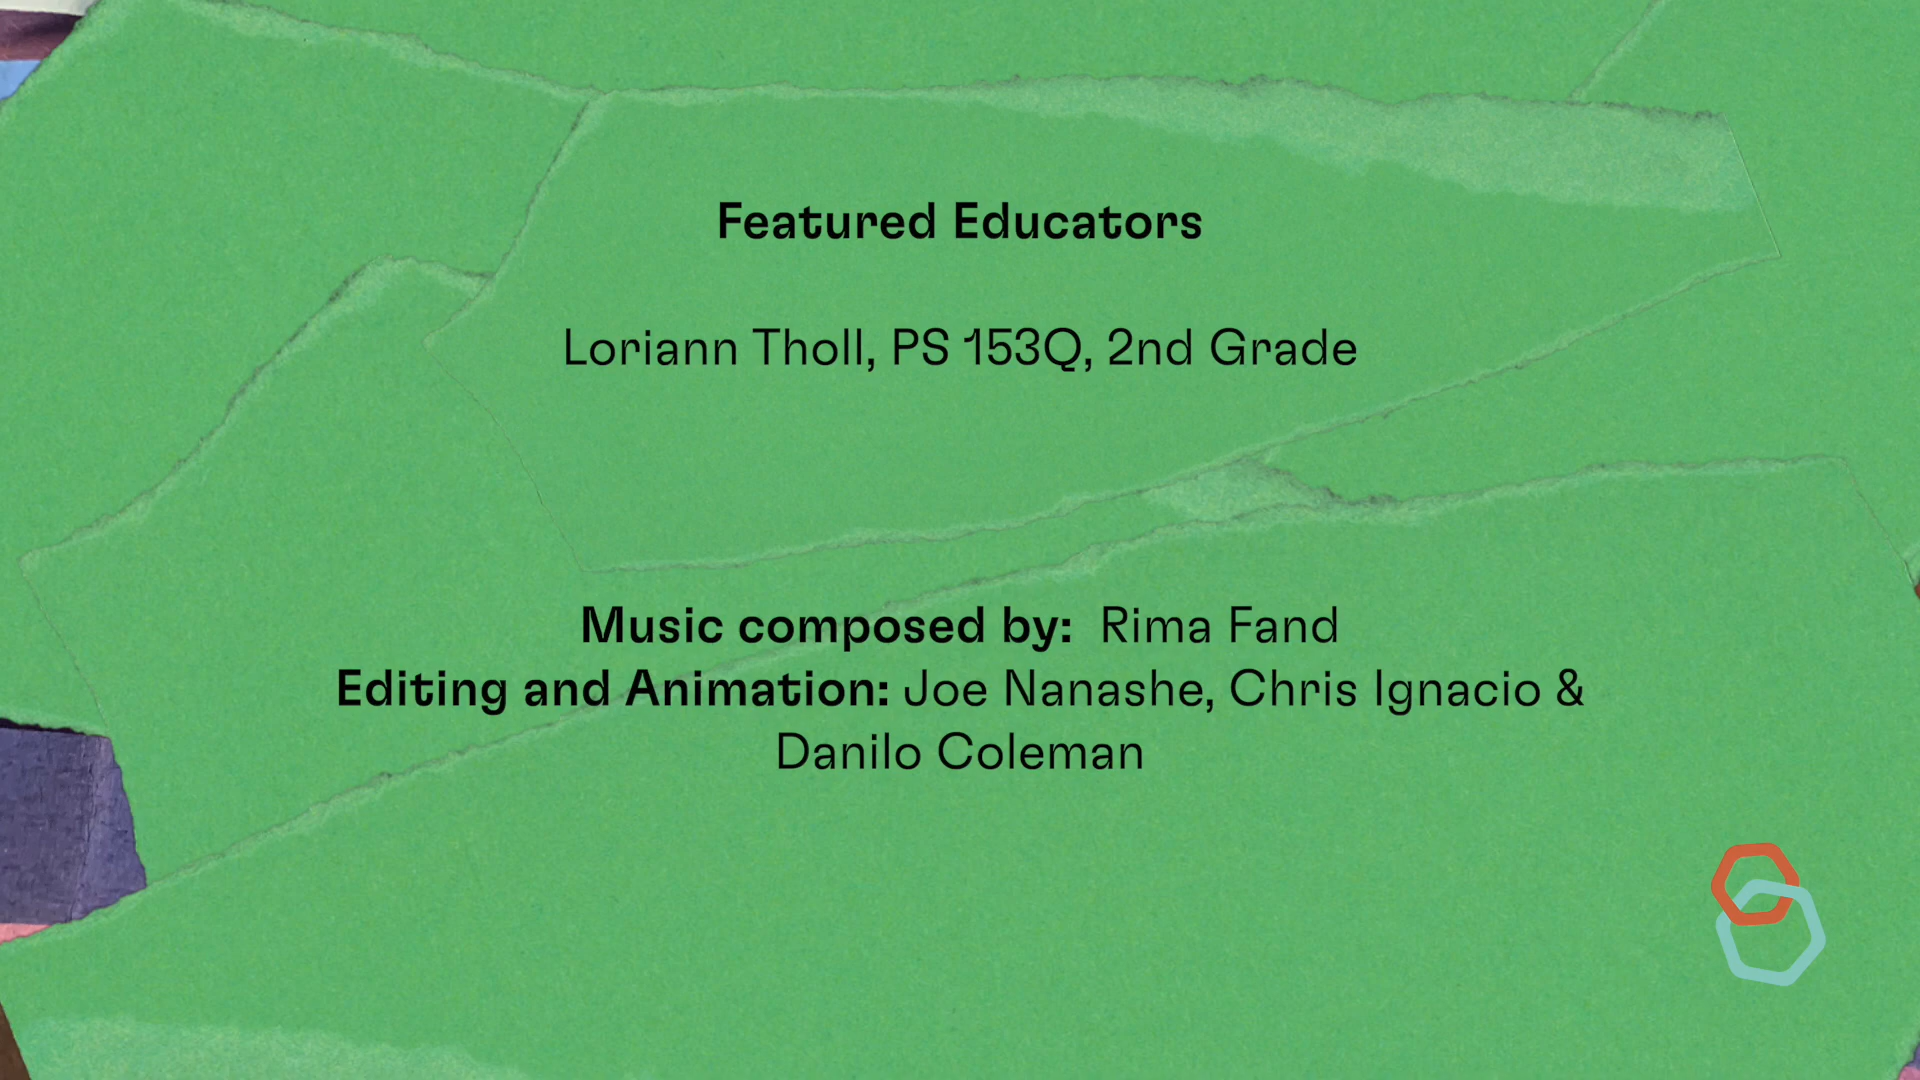 Featured Educators
Loriann Tholl, PS 153Q, 2nd Grade
Music composed by: Rima Fand
Editing and Animation: Joe Nanashe, Chris Ignacio &
Danilo Coleman